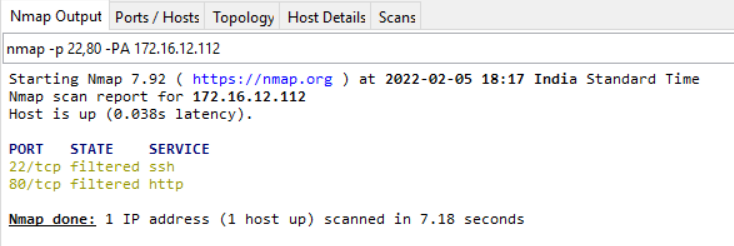 Nmap Output Ports / Hosts Topology Host Details Scans
nmap -p 22,80 -PA 172.16.12.112
Starting Nmap 7.92 ( https://nmap.org ) at 2022-02-05 18:17 India Standard Time
Nmap scan report for 172.16.12.112
Host is up (0.038s latency).
PORT STATE SERVICE
22/tcp filtered ssh
80/tcp filtered http
Nmap done: 1 IP address (1 host up) scanned in 7.18 seconds